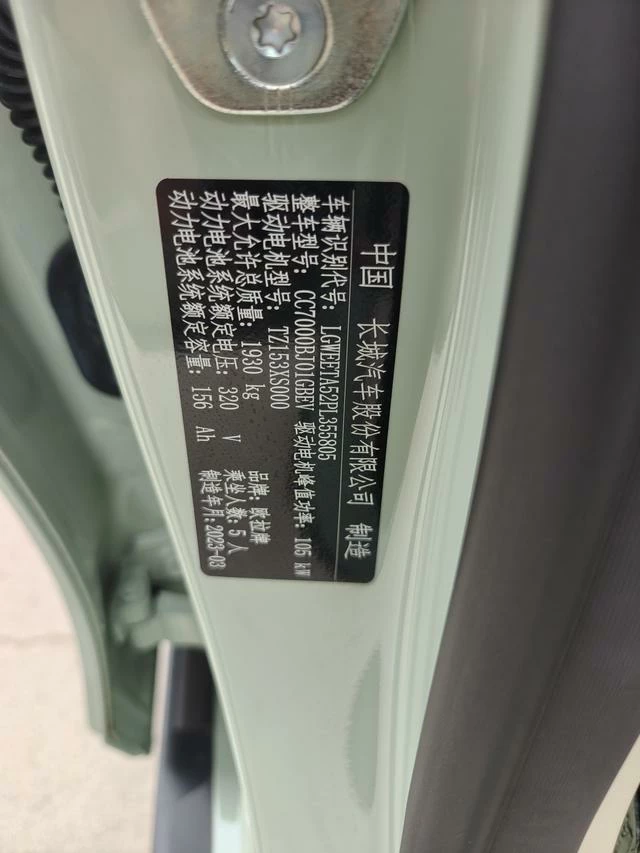 中国 长城汽车股份有限公司 制造
车辆识别代号: LGWEETA52PL355805
整车型号: CC7000BJ01GBEV 驱动电机峰值功率: 105 kW
驱动电机型号: TZ153XS000
最大允许总质量: 1930 kg 品牌: 欧拉牌
动力电池系统额定电压: 320 V 乘坐人数: 5 人
动力电池系统额定容量: 156 Ah 制造年月: 2023-03